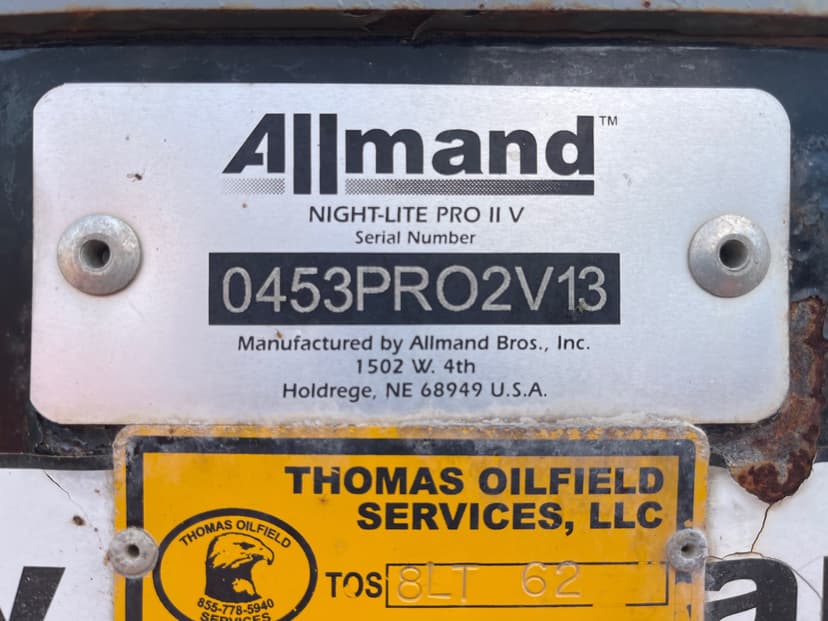 Allmand™
NIGHT-LITE PRO II V
Serial Number
0453PRO2V13
Manufactured by Allmand Bros., Inc.
1502 W. 4th
Holdrege, NE 68949 U.S.A.
THOMAS OILFIELD
SERVICES, LLC
THOMAS OILFIELD
855-778-5940
SERVICES
TOS 8LT 62